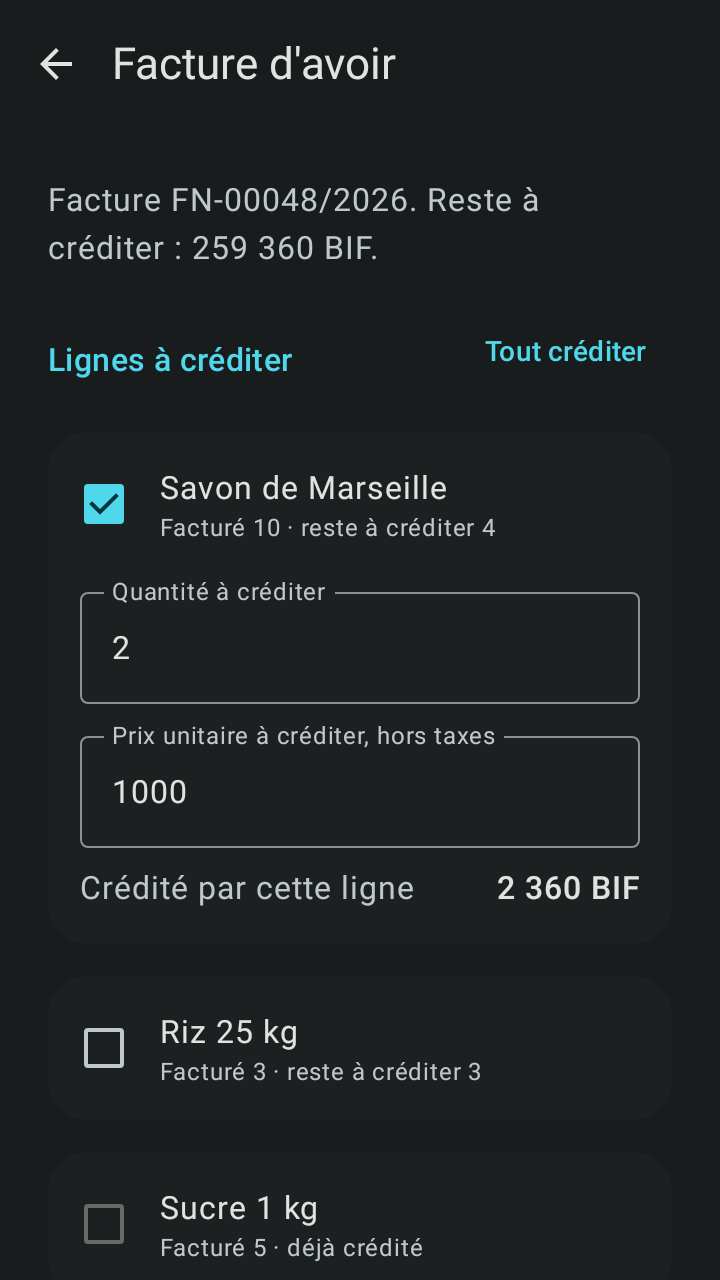 Facture d'avoir
Facture FN-00048/2026. Reste à
créditer : 259 360 BIF.
Lignes à créditer
Tout créditer
Savon de Marseille
Facturé 10 · reste à créditer 4
Quantité à créditer
2
Prix unitaire à créditer, hors taxes
1000
Crédité par cette ligne
2 360 BIF
Riz 25 kg
Facturé 3 · reste à créditer 3
Sucre 1 kg
Facturé 5 · déjà crédité